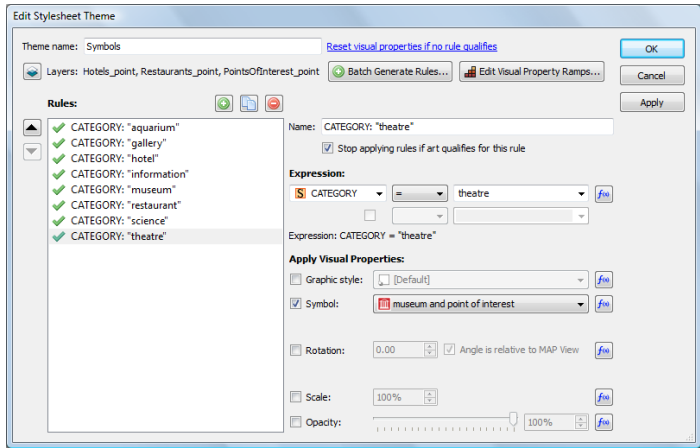 Edit Stylesheet Theme
Theme name: Symbols Reset visual properties if no rule qualifies OK
Layers: Hotels_point, Restaurants_point, PointsOfInterest_point Batch Generate Rules... Edit Visual Property Ramps... Cancel
Rules: Apply
CATEGORY: "aquarium" Name: CATEGORY: "theatre"
CATEGORY: "gallery" Stop applying rules if art qualifies for this rule
CATEGORY: "hotel"
CATEGORY: "information" Expression:
CATEGORY: "museum" S CATEGORY = theatre f(x)
CATEGORY: "restaurant"
CATEGORY: "science"
CATEGORY: "theatre" Expression: CATEGORY = "theatre"
Apply Visual Properties:
Graphic style: [Default] f(x)
Symbol: museum and point of interest f(x)
Rotation: 0.00 Angle is relative to MAP View f(x)
Scale: 100% f(x)
Opacity: 100% f(x)